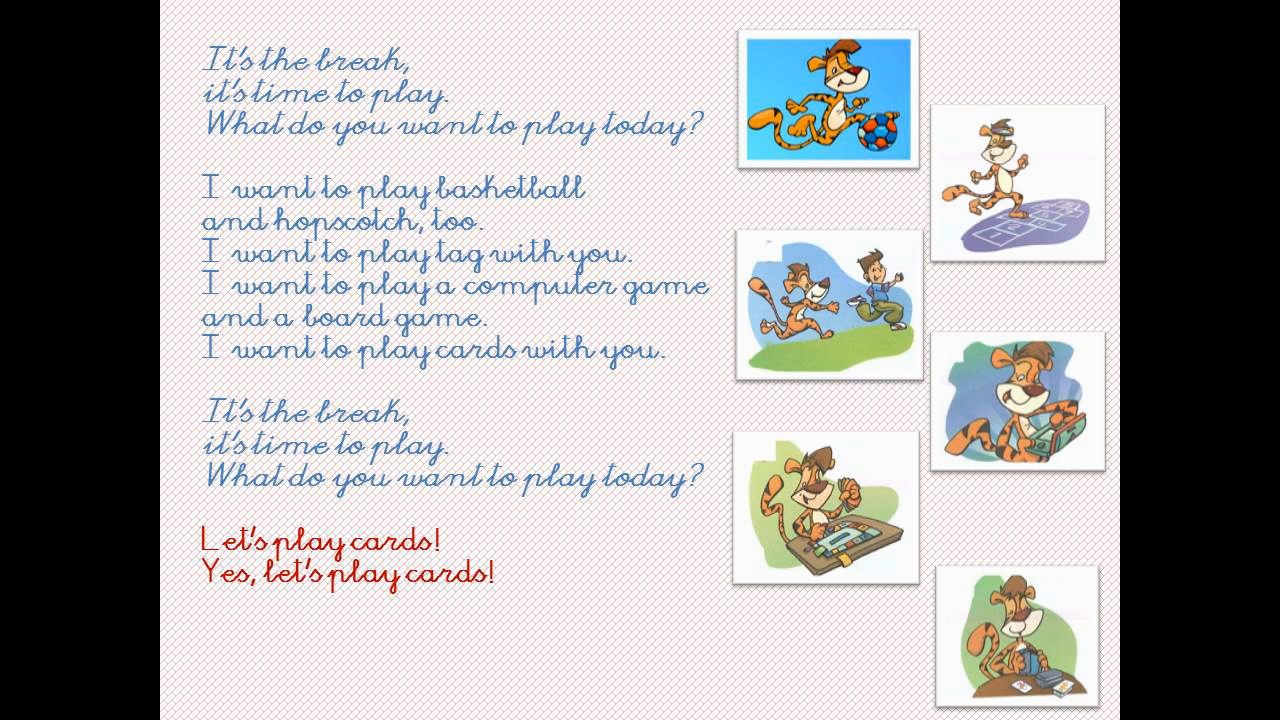 It's the break,
it's time to play.
What do you want to play today?
I want to play basketball
and hopscotch, too.
I want to play tag with you.
I want to play a computer game
and a board game.
I want to play cards with you.
It's the break,
it's time to play.
What do you want to play today?
Let's play cards!
Yes, let's play cards!